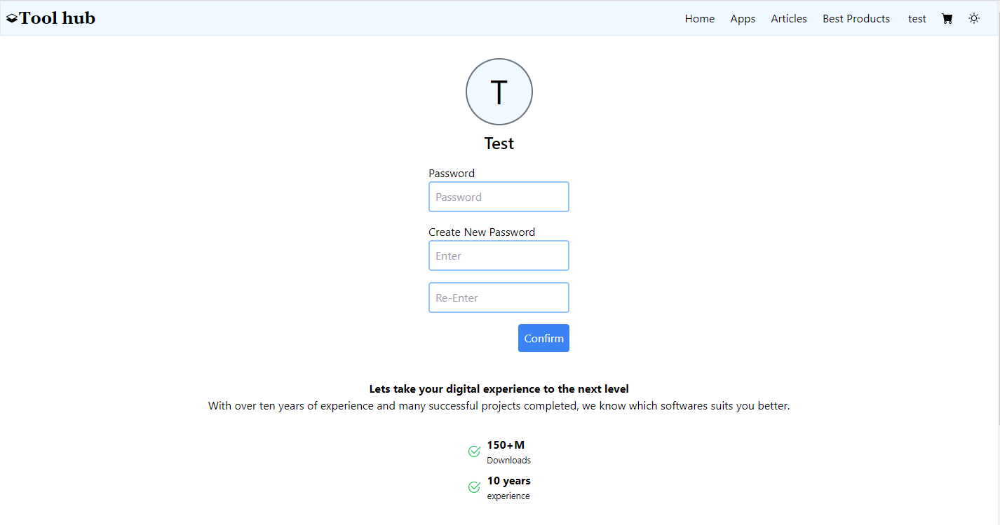 Tool hub
Home Apps Articles Best Products test
T
Test
Password
Password
Create New Password
Enter
Re-Enter
Confirm
Lets take your digital experience to the next level
With over ten years of experience and many successful projects completed, we know which softwares suits you better.
150+M
Downloads
10 years
experience